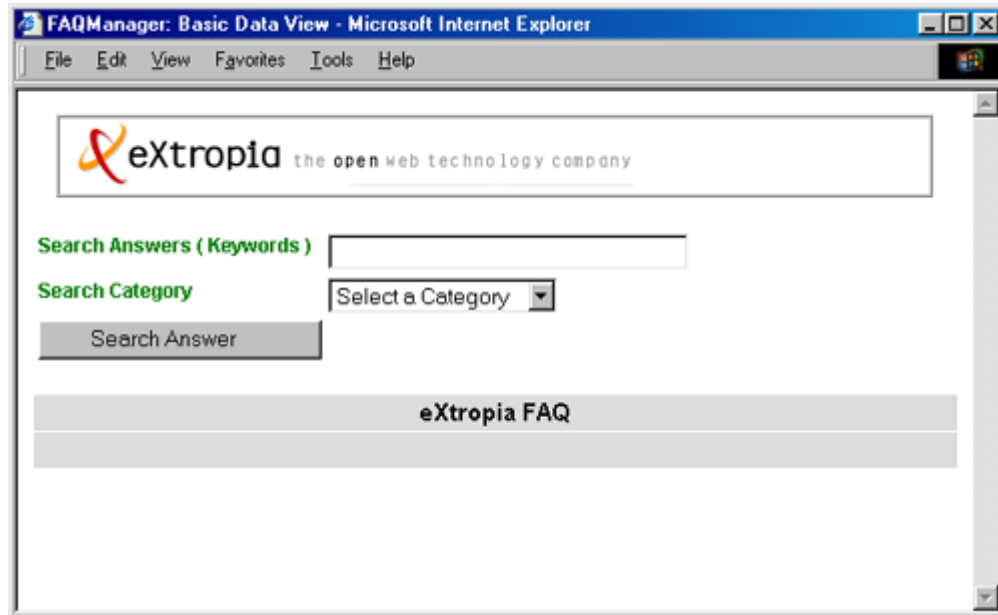 FAQManager: Basic Data View - Microsoft Internet Explorer
File Edit View Favorites Tools Help
eXtropia the open web technology company
Search Answers ( Keywords )
Search Category Select a Category
Search Answer
eXtropia FAQ